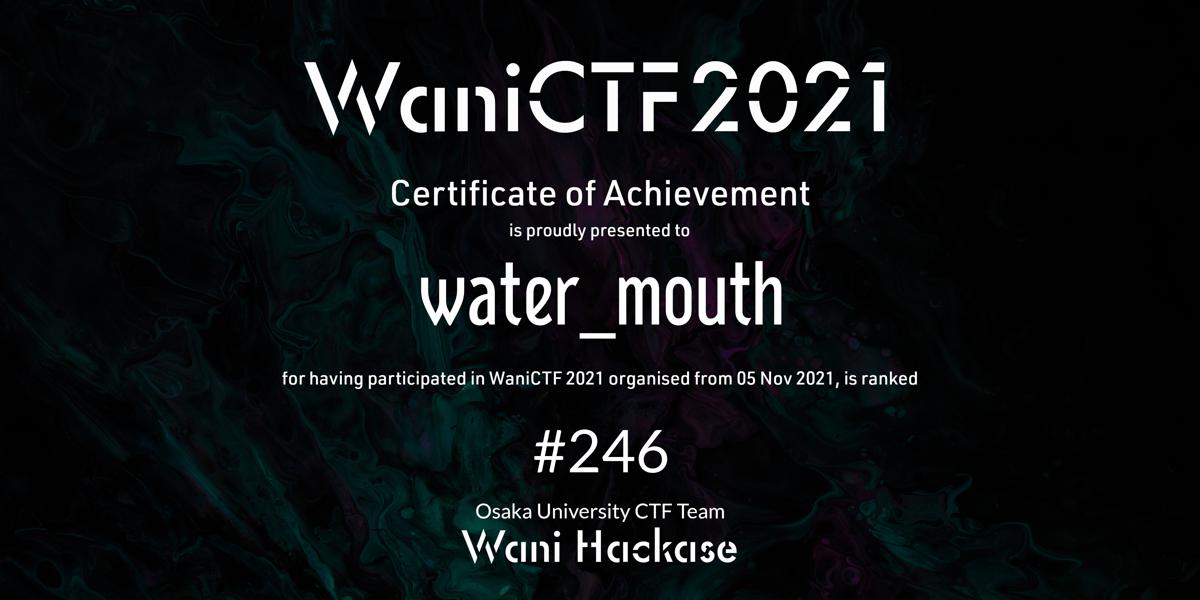 WaniCTF2021
Certificate of Achievement
is proudly presented to
water_mouth
for having participated in WaniCTF 2021 organised from 05 Nov 2021, is ranked
#246
Osaka University CTF Team
Wani Hackase